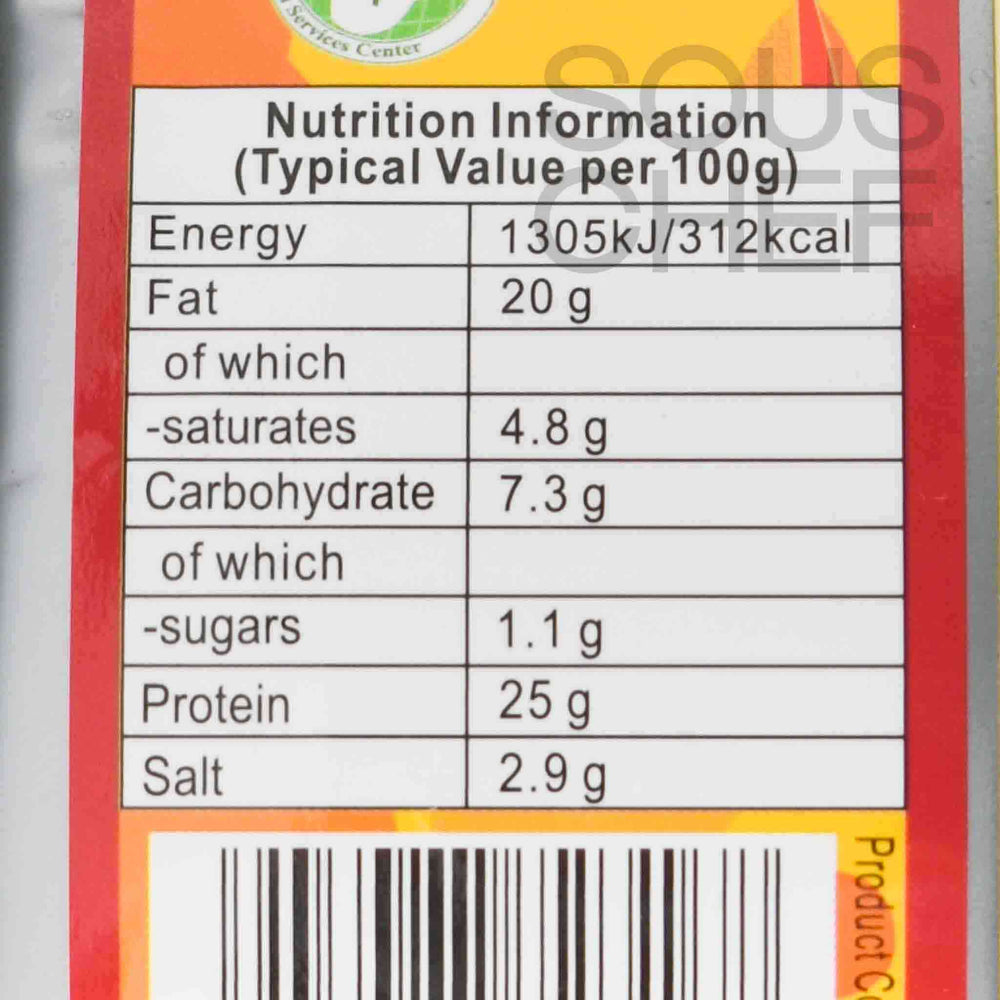 Services Center
SOUS
CHEF
Nutrition Information
(Typical Value per 100g)
Energy 1305kJ/312kcal
Fat 20 g
of which
-saturates 4.8 g
Carbohydrate 7.3 g
of which
-sugars 1.1 g
Protein 25 g
Salt 2.9 g
Product